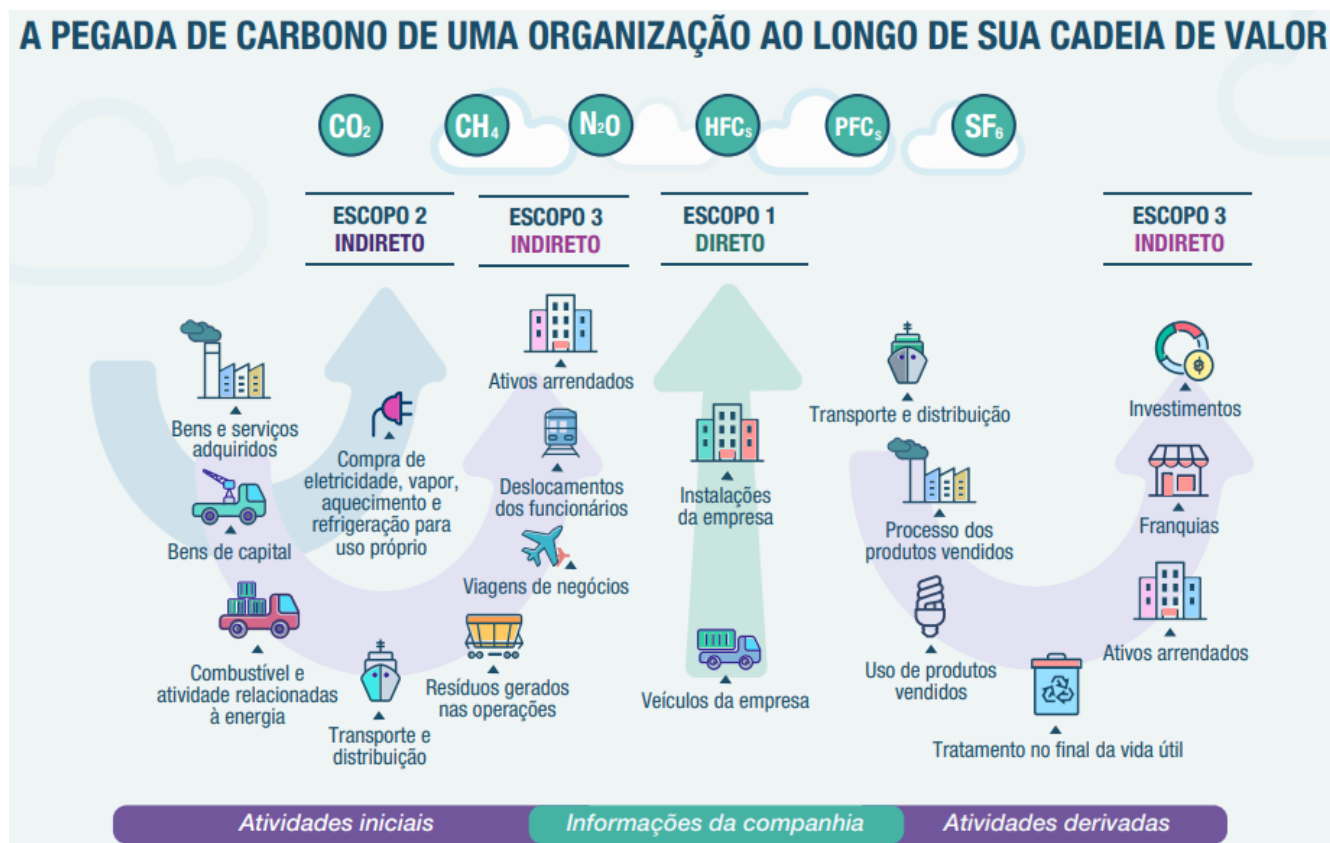 A PEGADA DE CARBONO DE UMA ORGANIZAÇÃO AO LONGO DE SUA CADEIA DE VALOR
CO₂
CH₄
N₂O
HFCs
PFCs
SF₆
ESCOPO 2
INDIRETO
ESCOPO 3
INDIRETO
ESCOPO 1
DIRETO
ESCOPO 3
INDIRETO
Bens e serviços
adquiridos
Bens de capital
Combustível e
atividade relacionadas
à energia
Compra de
eletricidade, vapor,
aquecimento e
refrigeração para
uso próprio
Transporte e
distribuição
Ativos arrendados
Deslocamentos
dos funcionários
Viagens de negócios
Resíduos gerados
nas operações
Instalações
da empresa
Veículos da empresa
Transporte e distribuição
Processo dos
produtos vendidos
Uso de produtos
vendidos
Tratamento no final da vida útil
Investimentos
Franquias
Ativos arrendados
Atividades iniciais
Informações da companhia
Atividades derivadas